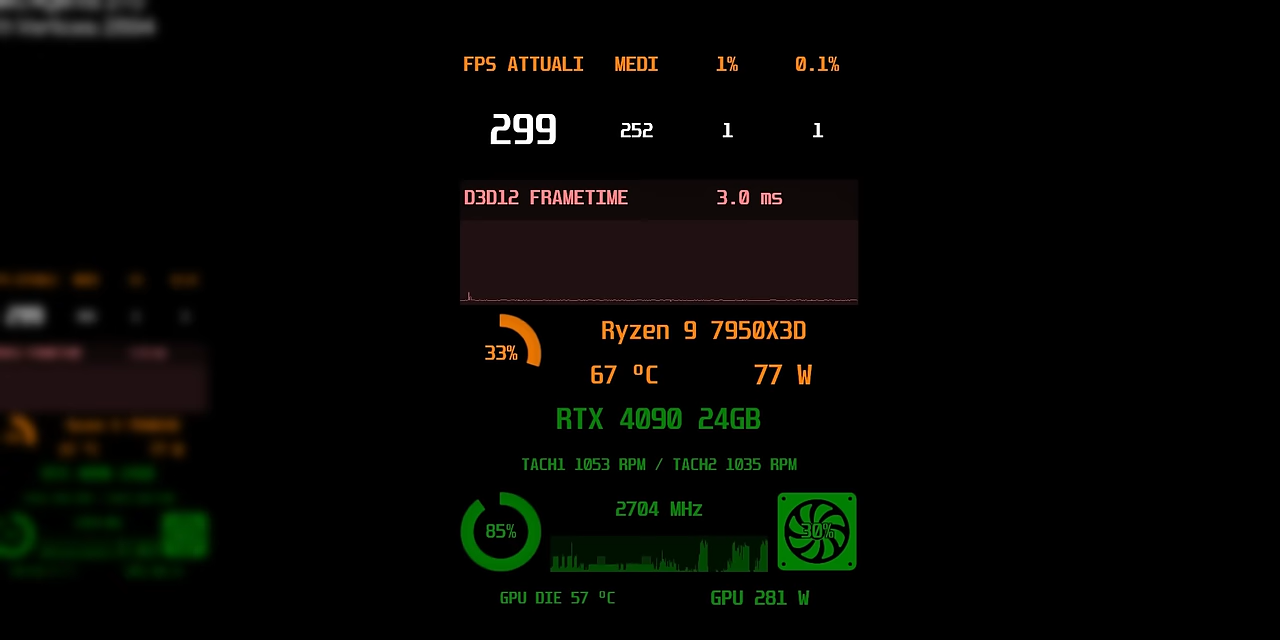 FPS ATTUALI MEDI 1% 0.1%
299 252 1 1
D3D12 FRAMETIME 3.0 ms
33% Ryzen 9 7950X3D
67 ºC 77 W
RTX 4090 24GB
TACH1 1053 RPM / TACH2 1035 RPM
2704 MHz
85% 30%
GPU DIE 57 ºC GPU 281 W